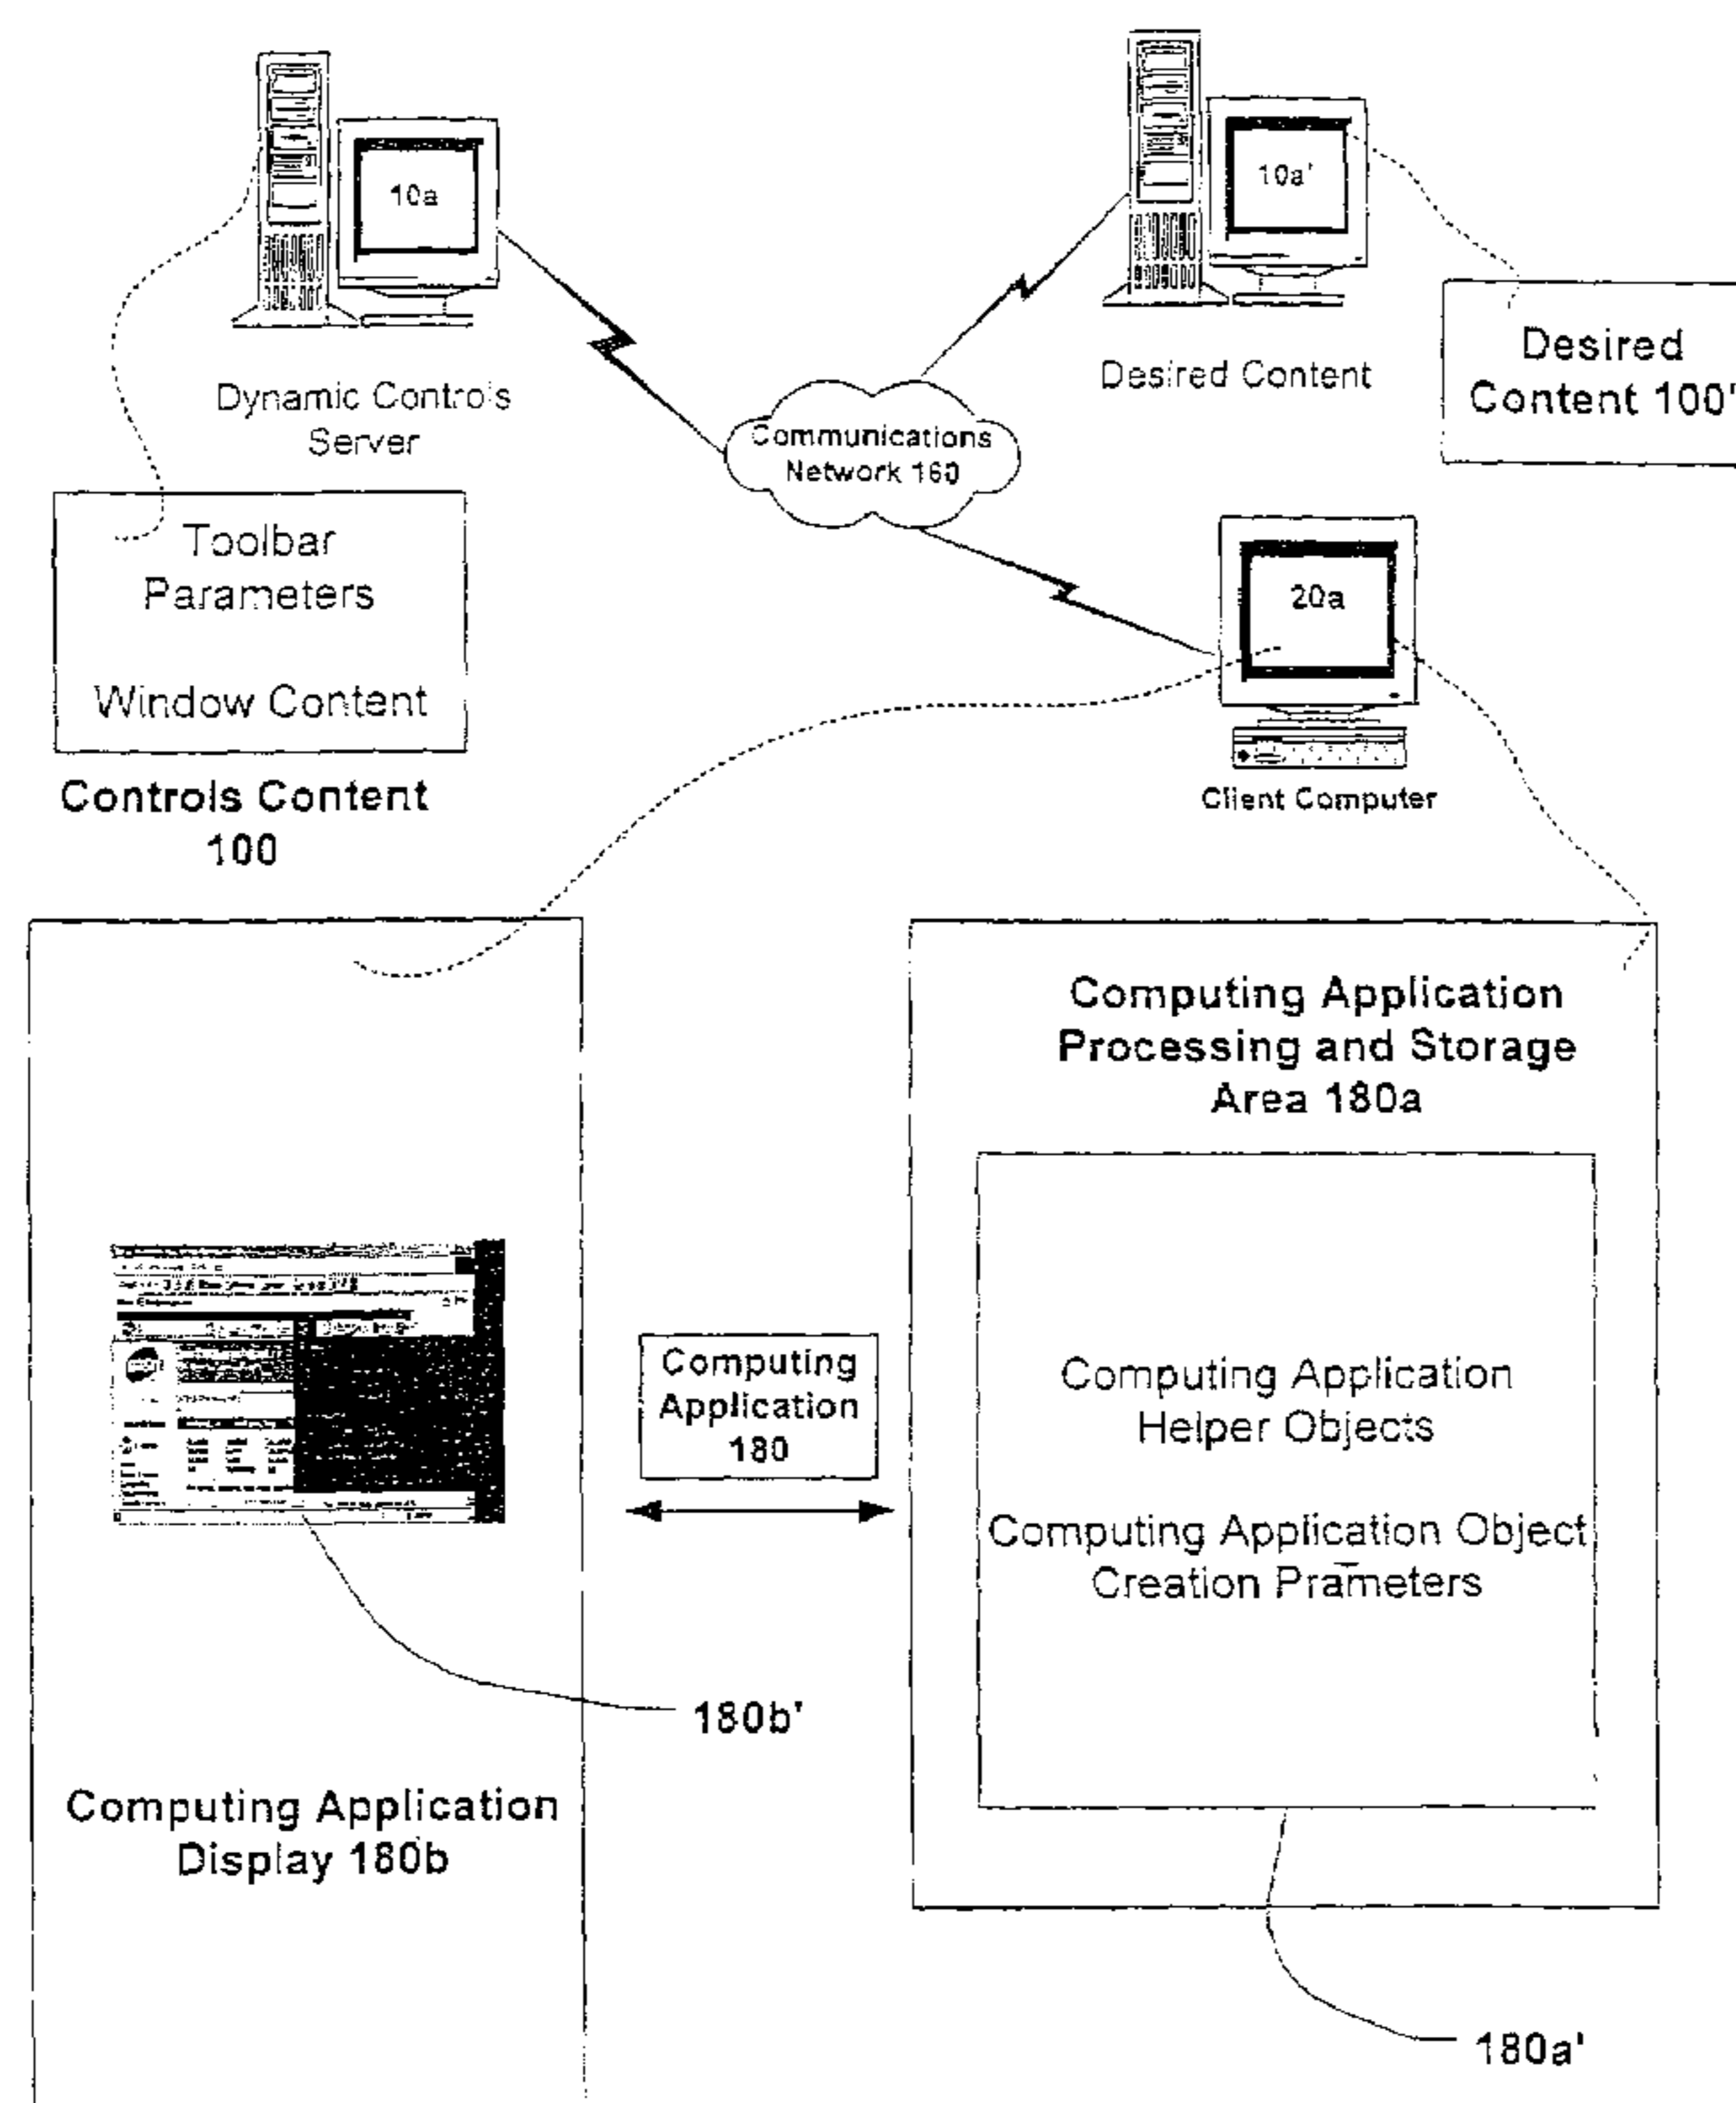 10a
10a'
Dynamic Controls
Server
Desired Content
Desired
Content 100'
Communications
Network 160
Toolbar
Parameters
Window Content
20a
Client Computer
Controls Content
100
Computing Application
Processing and Storage
Area 180a
Computing
Application
180
Computing Application
Helper Objects
Computing Application Object
Creation Prameters
180b'
Computing Application
Display 180b
180a'